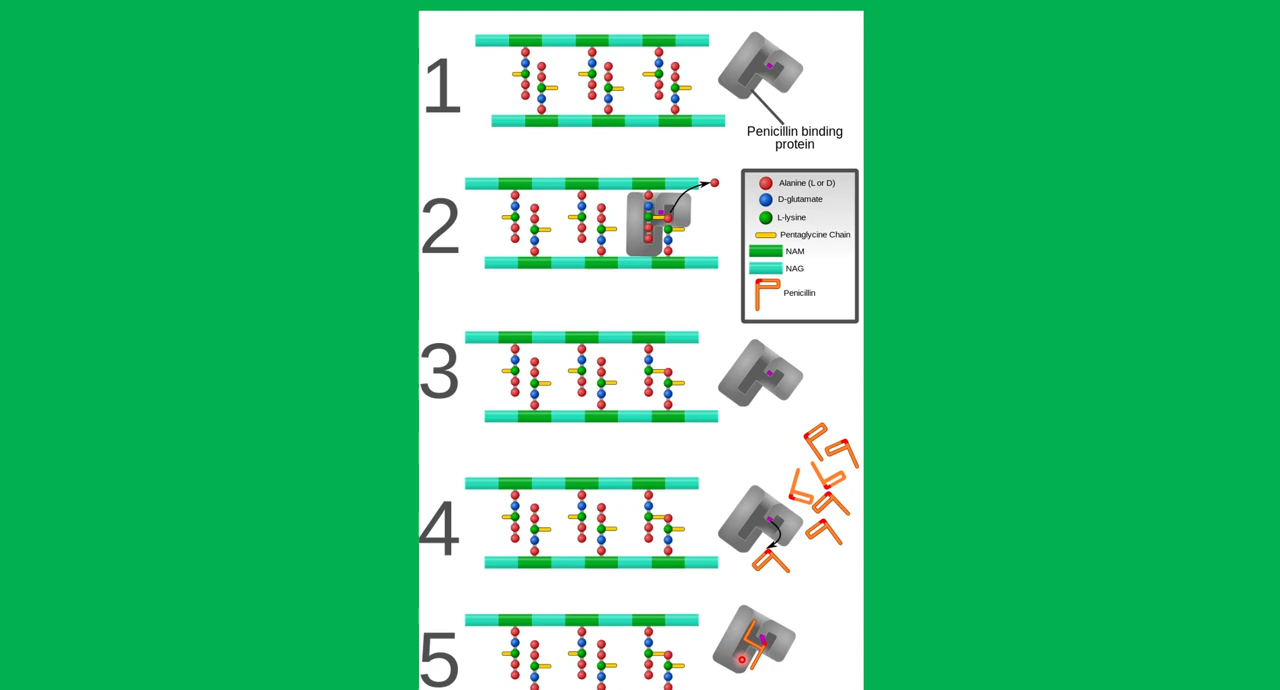 1
Penicillin binding
protein
2
Alanine (L or D)
D-glutamate
L-lysine
Pentaglycine Chain
NAM
NAG
Penicillin
3
4
5